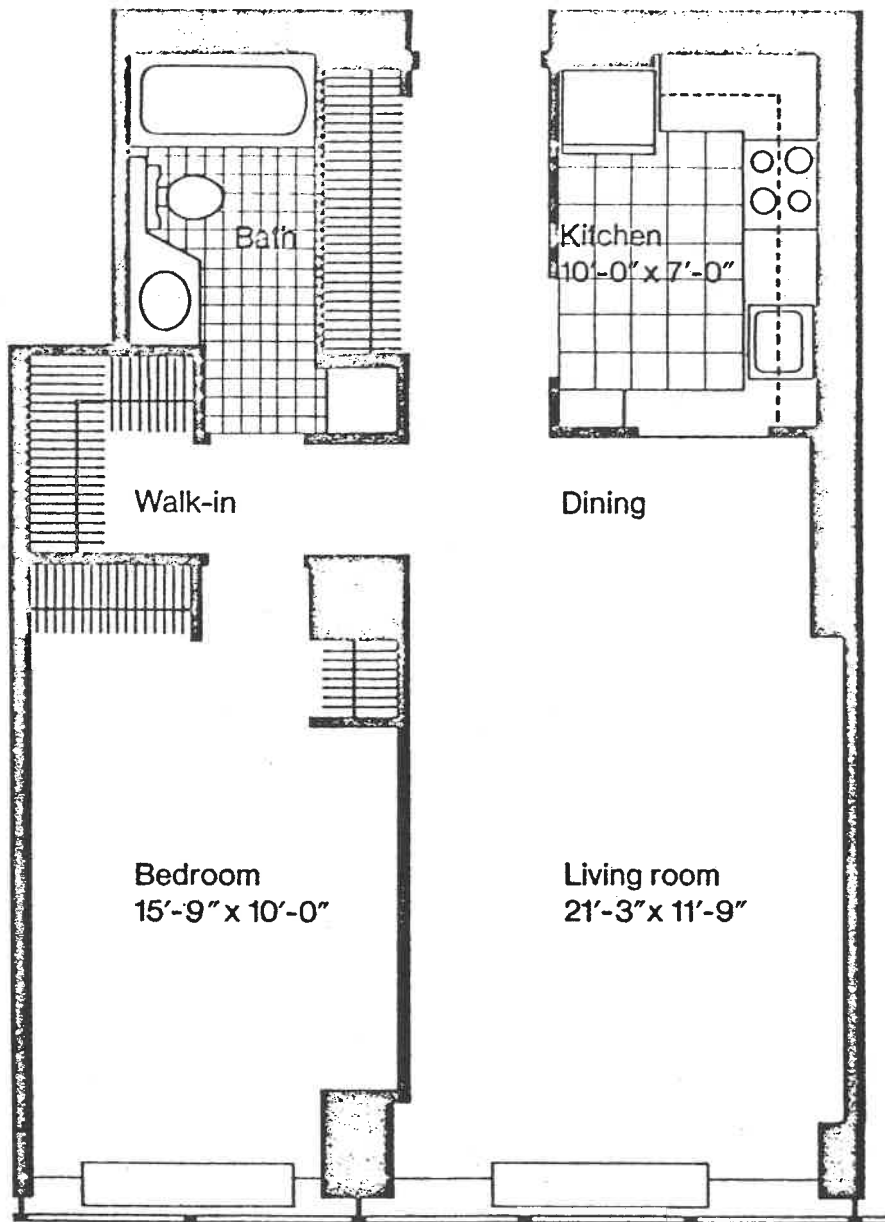 Bath
Kitchen
10'-0" x 7'-0"
Walk-in
Dining
Bedroom
15'-9" x 10'-0"
Living room
21'-3" x 11'-9"